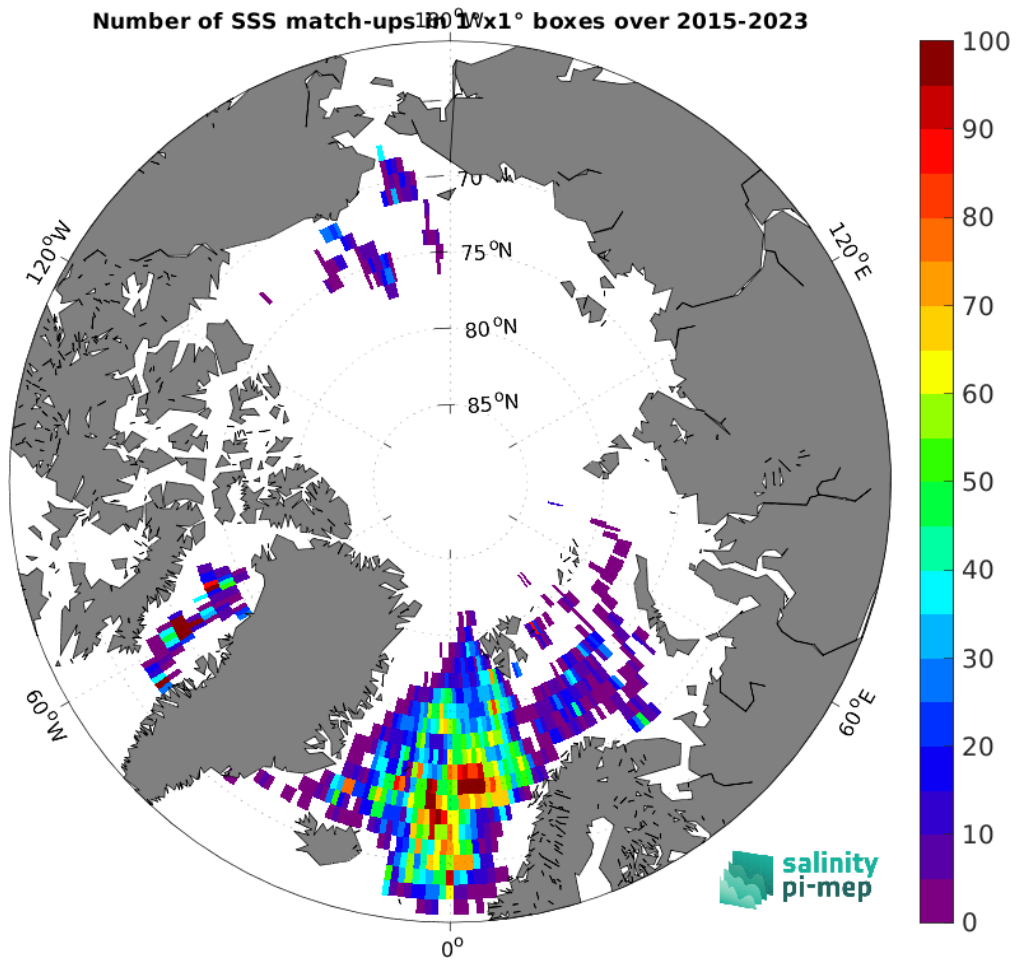 Number of SSS match-ups in 1°x1° boxes over 2015-2023
180°W
120°W
120°E
60°W
60°E
0°
70°N
75°N
80°N
85°N
100
90
80
70
60
50
40
30
20
10
0
salinity
pi-mep